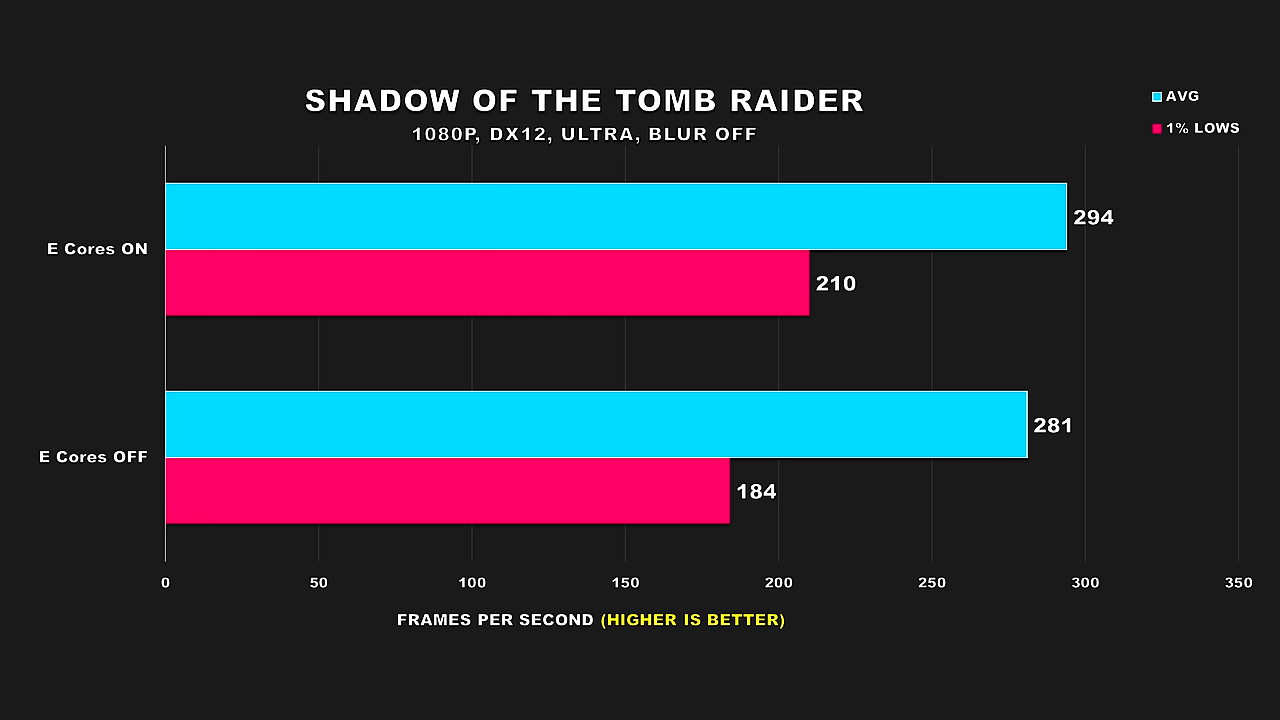 SHADOW OF THE TOMB RAIDER
1080P, DX12, ULTRA, BLUR OFF
AVG
1% LOWS
E Cores ON
294
210
E Cores OFF
281
184
0 50 100 150 200 250 300 350
FRAMES PER SECOND (HIGHER IS BETTER)